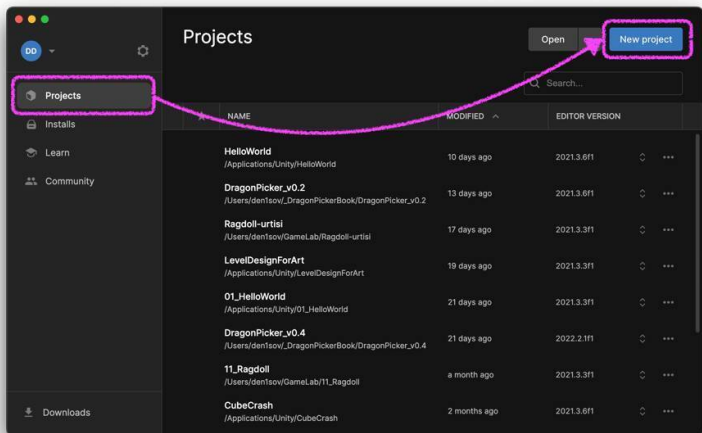 DD
Projects
Open
New project
Search...
Projects
Installs
Learn
Community
Downloads
NAME
MODIFIED
EDITOR VERSION
HelloWorld
/Applications/Unity/HelloWorld
10 days ago
2021.3.6f1
DragonPicker_v0.2
/Users/den1sov/_DragonPickerBook/DragonPicker_v0.2
13 days ago
2021.3.6f1
Ragdoll-urtisi
/Users/den1sov/GameLab/Ragdoll-urtisi
17 days ago
2021.3.3f1
LevelDesignForArt
/Applications/Unity/LevelDesignForArt
19 days ago
2021.3.3f1
01_HelloWorld
/Applications/Unity/01_HelloWorld
21 days ago
2021.3.3f1
DragonPicker_v0.4
/Users/den1sov/_DragonPickerBook/DragonPicker_v0.4
21 days ago
2022.2.1f1
11_Ragdoll
/Users/den1sov/GameLab/11_Ragdoll
a month ago
2021.3.3f1
CubeCrash
/Applications/Unity/CubeCrash
2 months ago
2021.3.6f1